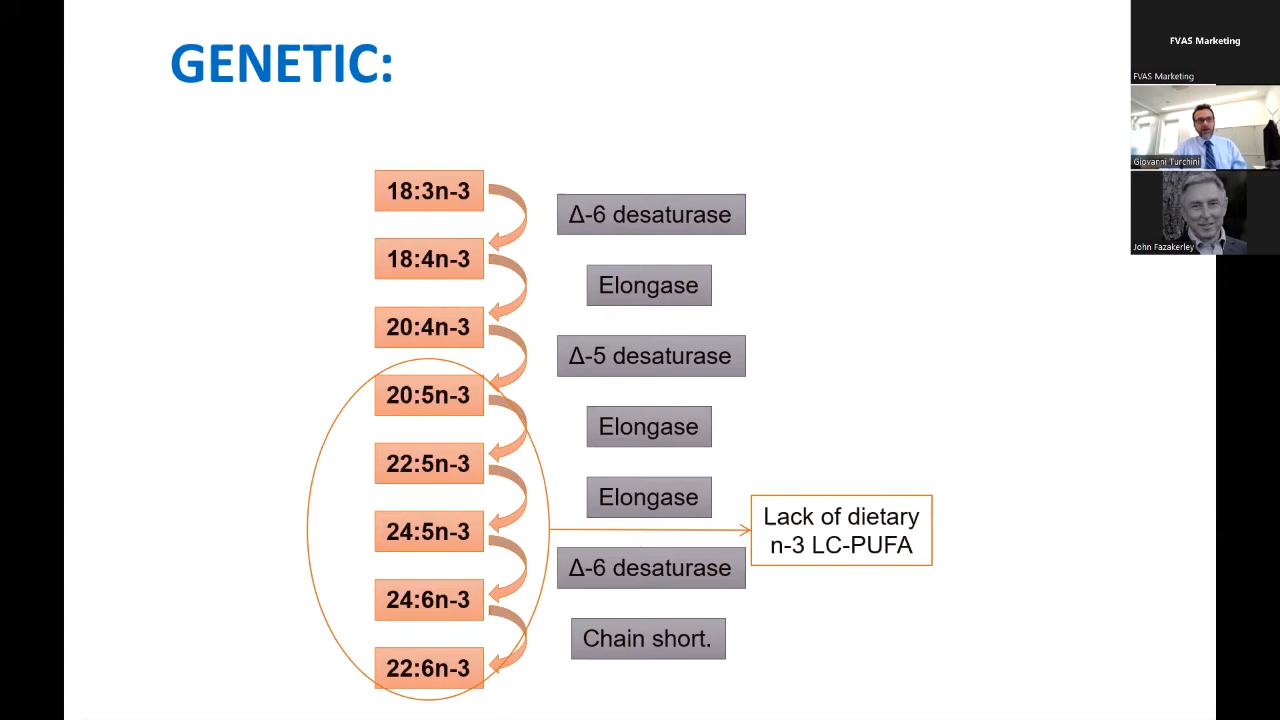 GENETIC:
18:3n-3
Δ-6 desaturase
18:4n-3
Elongase
20:4n-3
Δ-5 desaturase
20:5n-3
Elongase
22:5n-3
Elongase
24:5n-3
Lack of dietary
n-3 LC-PUFA
Δ-6 desaturase
24:6n-3
Chain short.
22:6n-3
FVAS Marketing
FVAS Marketing
Giovanni Turchini
John Fazakerley